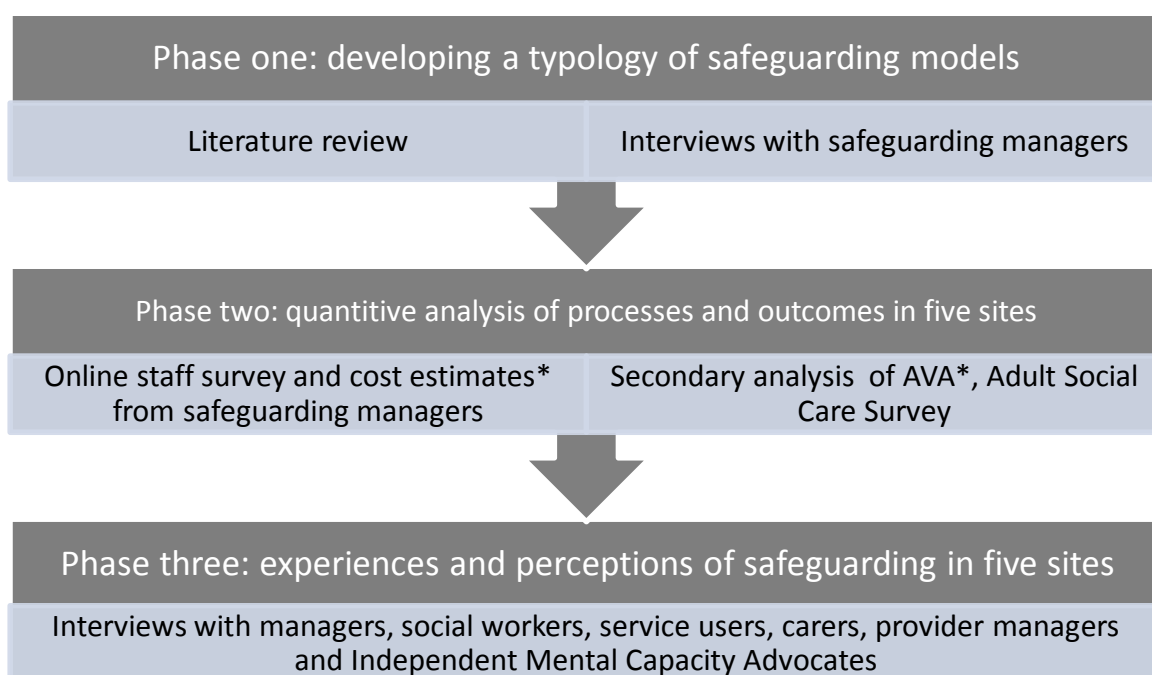 Phase one: developing a typology of safeguarding models
Literature review
Interviews with safeguarding managers
Phase two: quantitive analysis of processes and outcomes in five sites
Online staff survey and cost estimates*
from safeguarding managers
Secondary analysis of AVA*, Adult Social
Care Survey
Phase three: experiences and perceptions of safeguarding in five sites
Interviews with managers, social workers, service users, carers, provider managers
and Independent Mental Capacity Advocates